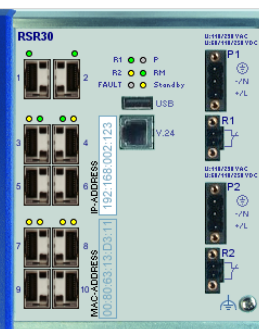 RSR30
U:110/250 VAC
U:60/110/250 VDC
P1
-/N
+/L
R1 P
R2 RM
FAULT Standby
USB
V.24
1
2
3
4
5
6
7
8
9
10
IP-ADDRESS
192.168:002:123
MAC-ADDRESS
00.80.63.13.D3.11
R1
U:110/250 VAC
U:60/110/250 VDC
P2
-/N
+/L
R2